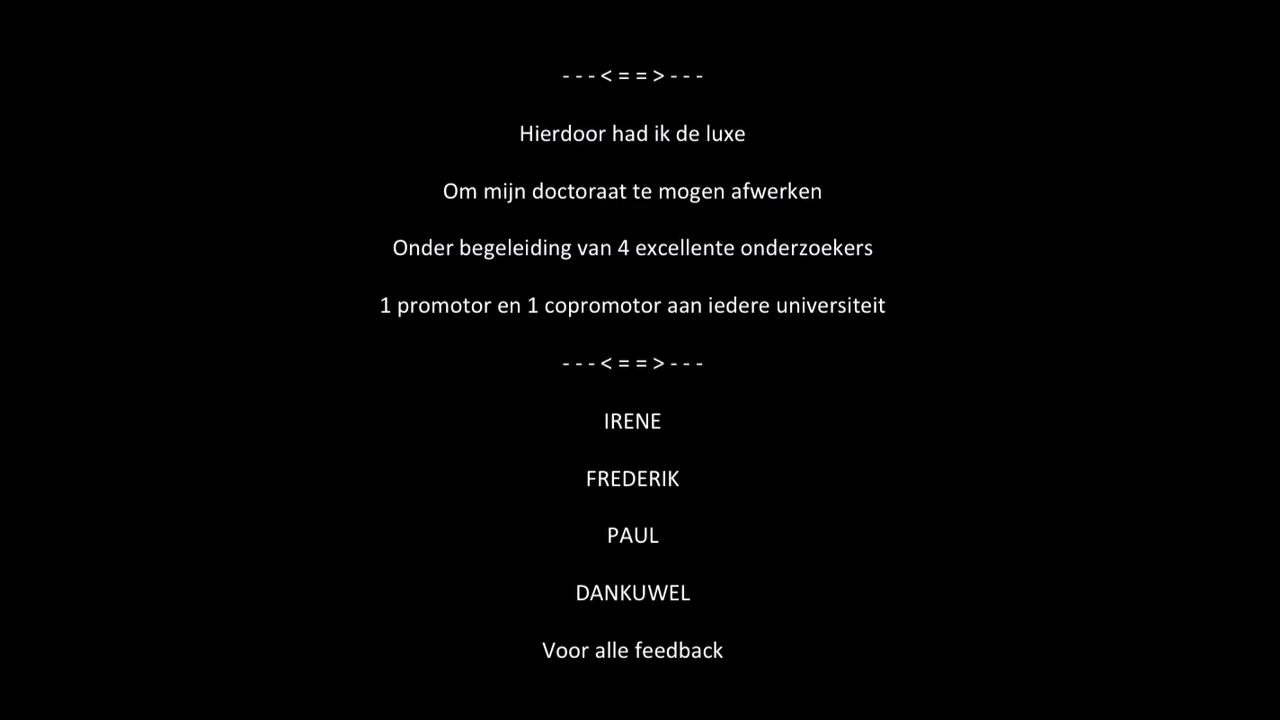 ---<==>---
Hierdoor had ik de luxe
Om mijn doctoraat te mogen afwerken
Onder begeleiding van 4 excellente onderzoekers
1 promotor en 1 copromotor aan iedere universiteit
---<==>---
IRENE
FREDERIK
PAUL
DANKUWEL
Voor alle feedback